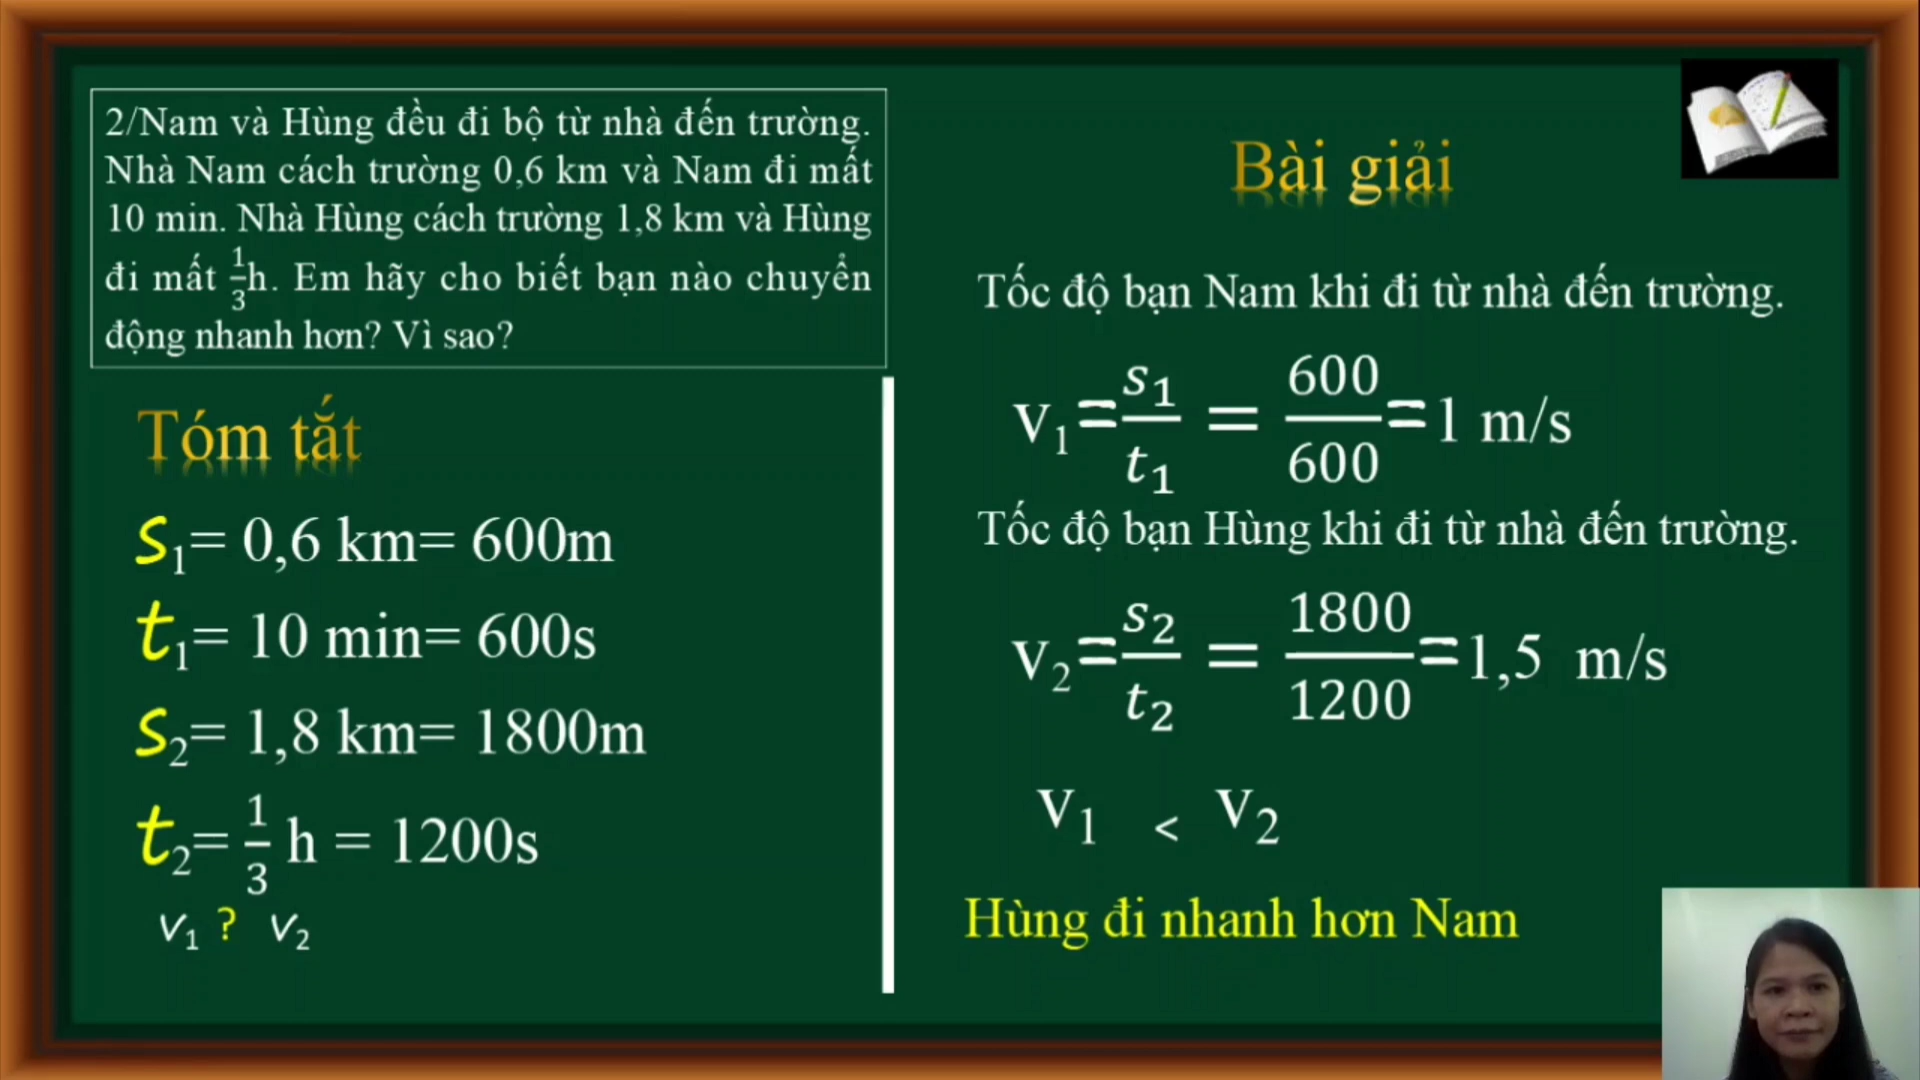 2/Nam và Hùng đều đi bộ từ nhà đến trường.
Nhà Nam cách trường 0,6 km và Nam đi mất
10 min. Nhà Hùng cách trường 1,8 km và Hùng
đi mất 1/3 h. Em hãy cho biết bạn nào chuyển
động nhanh hơn? Vì sao?
Tóm tắt
S₁= 0,6 km= 600m
t₁= 10 min= 600s
S₂= 1,8 km= 1800m
t₂= 1/3 h = 1200s
v₁ ? v₂
Bài giải
Tốc độ bạn Nam khi đi từ nhà đến trường.
v₁= s₁/t₁ = 600/600 =1 m/s
Tốc độ bạn Hùng khi đi từ nhà đến trường.
v₂= s₂/t₂ = 1800/1200 =1,5 m/s
v₁ < v₂
Hùng đi nhanh hơn Nam